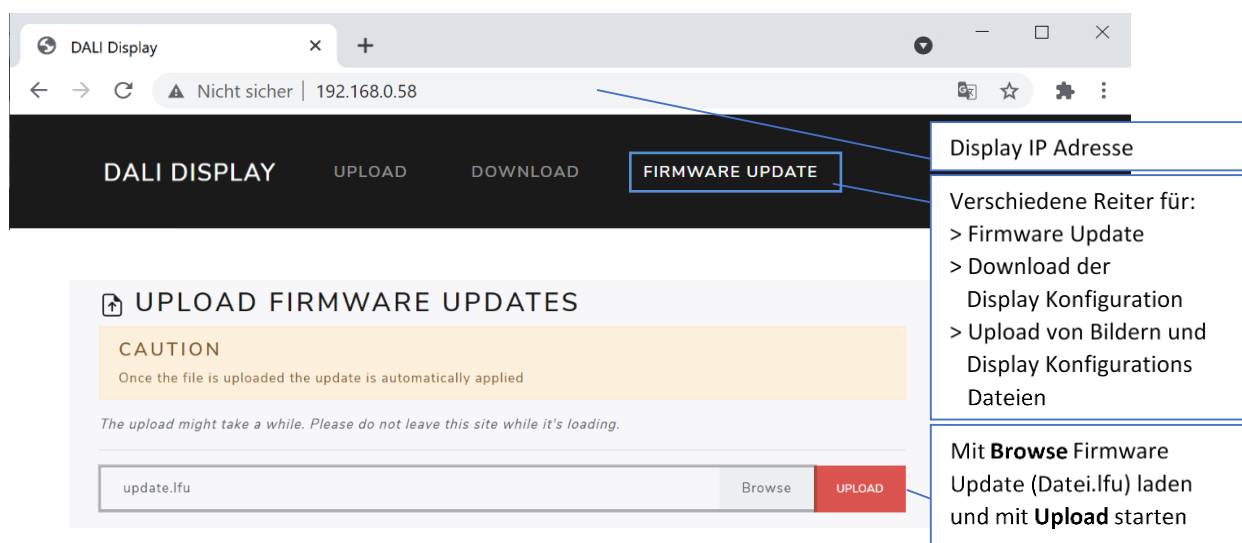 DALI Display
Nicht sicher | 192.168.0.58
DALI DISPLAY UPLOAD DOWNLOAD FIRMWARE UPDATE
Display IP Adresse
Verschiedene Reiter für:
> Firmware Update
> Download der
Display Konfiguration
> Upload von Bildern und
Display Konfigurations
Dateien
UPLOAD FIRMWARE UPDATES
CAUTION
Once the file is uploaded the update is automatically applied
The upload might take a while. Please do not leave this site while it's loading.
update.lfu Browse UPLOAD
Mit Browse Firmware
Update (Datei.lfu) laden
und mit Upload starten